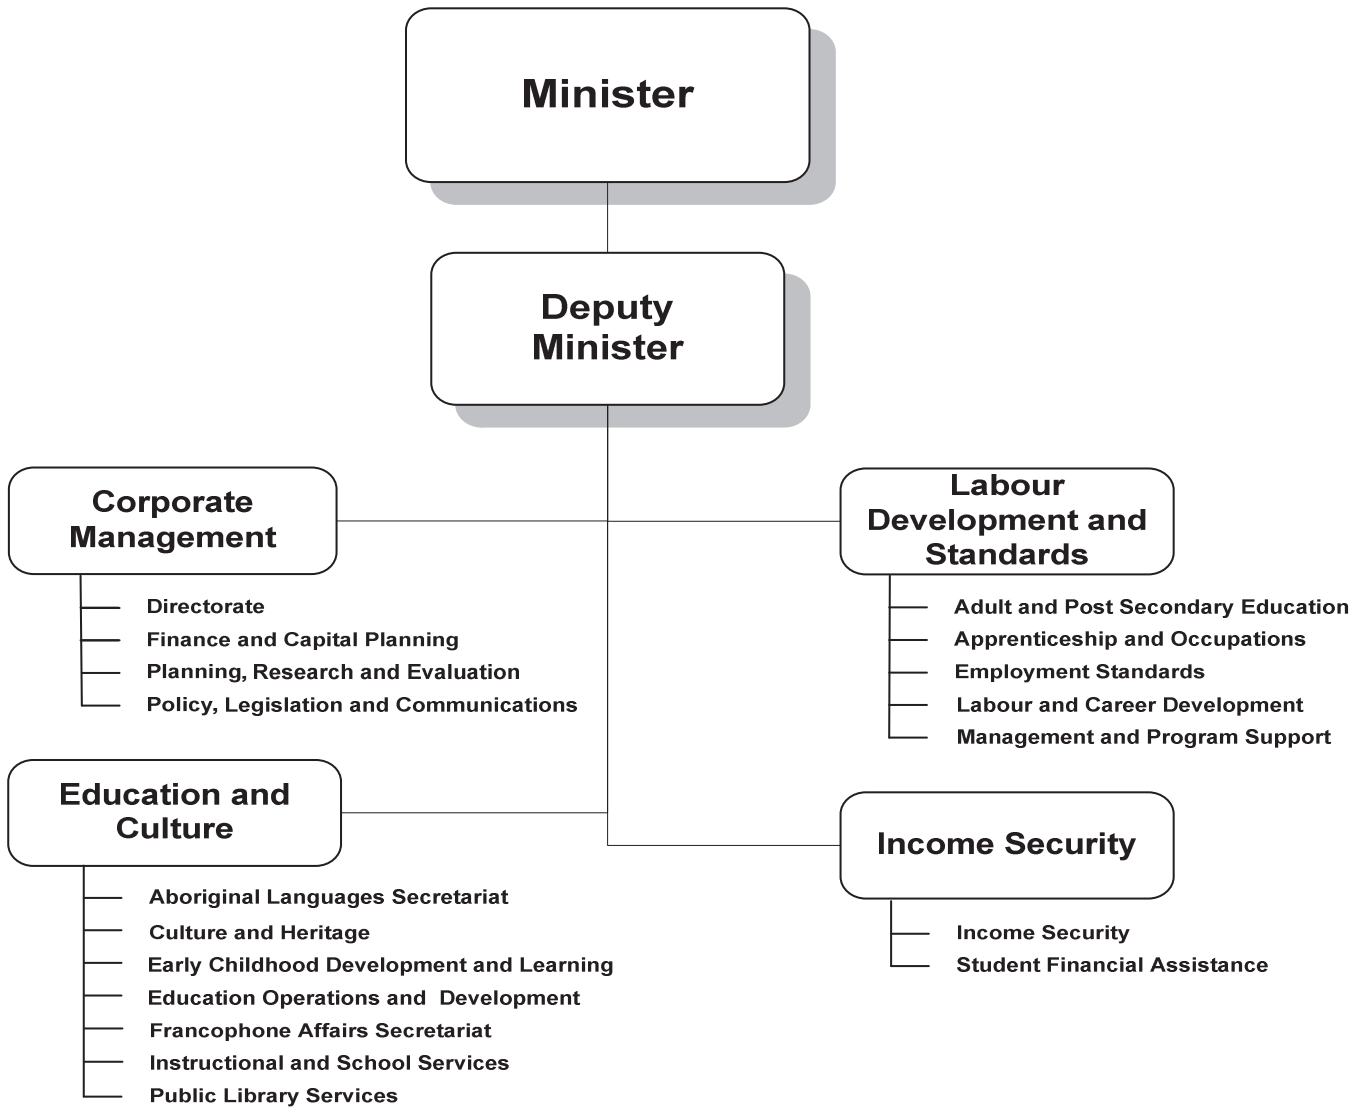 Minister
Deputy
Minister
Corporate
Management
Directorate
Finance and Capital Planning
Planning, Research and Evaluation
Policy, Legislation and Communications
Labour
Development and
Standards
Adult and Post Secondary Education
Apprenticeship and Occupations
Employment Standards
Labour and Career Development
Management and Program Support
Education and
Culture
Aboriginal Languages Secretariat
Culture and Heritage
Early Childhood Development and Learning
Education Operations and Development
Francophone Affairs Secretariat
Instructional and School Services
Public Library Services
Income Security
Income Security
Student Financial Assistance